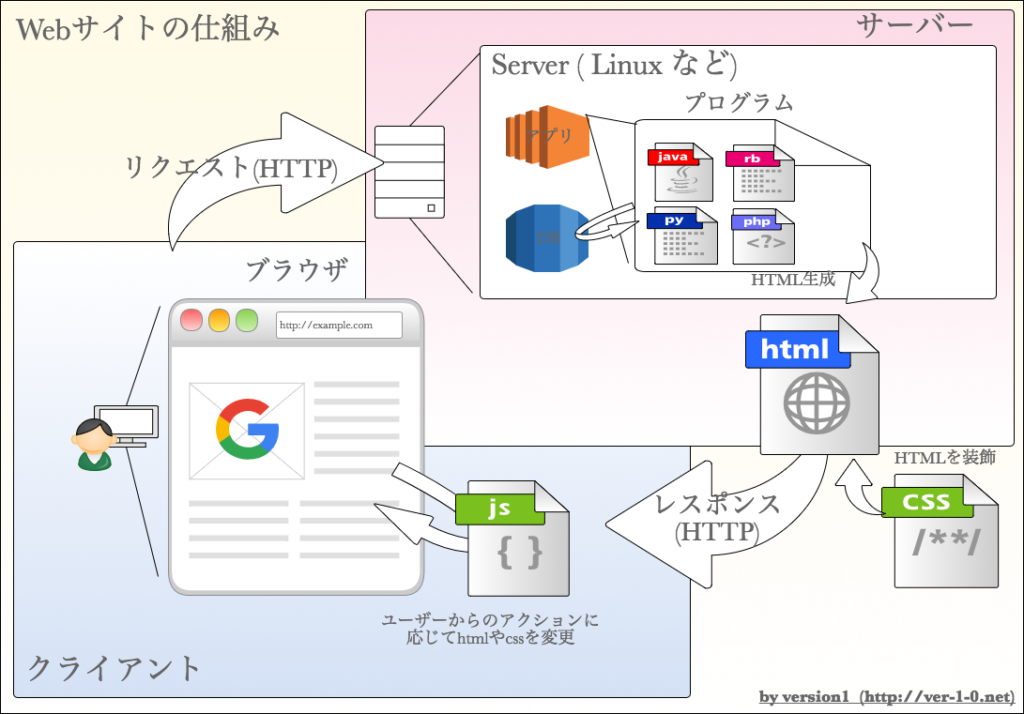 Webサイトの仕組み
サーバー
Server ( Linux など)
プログラム
アプリ
java
rb
DB
py
php
<?>
リクエスト(HTTP)
HTML生成
ブラウザ
http://example.com
html
HTMLを装飾
CSS
/**/
レスポンス
(HTTP)
js
{ }
ユーザーからのアクションに
応じてhtmlやcssを変更
クライアント
by version1 (http://ver-1-0.net)